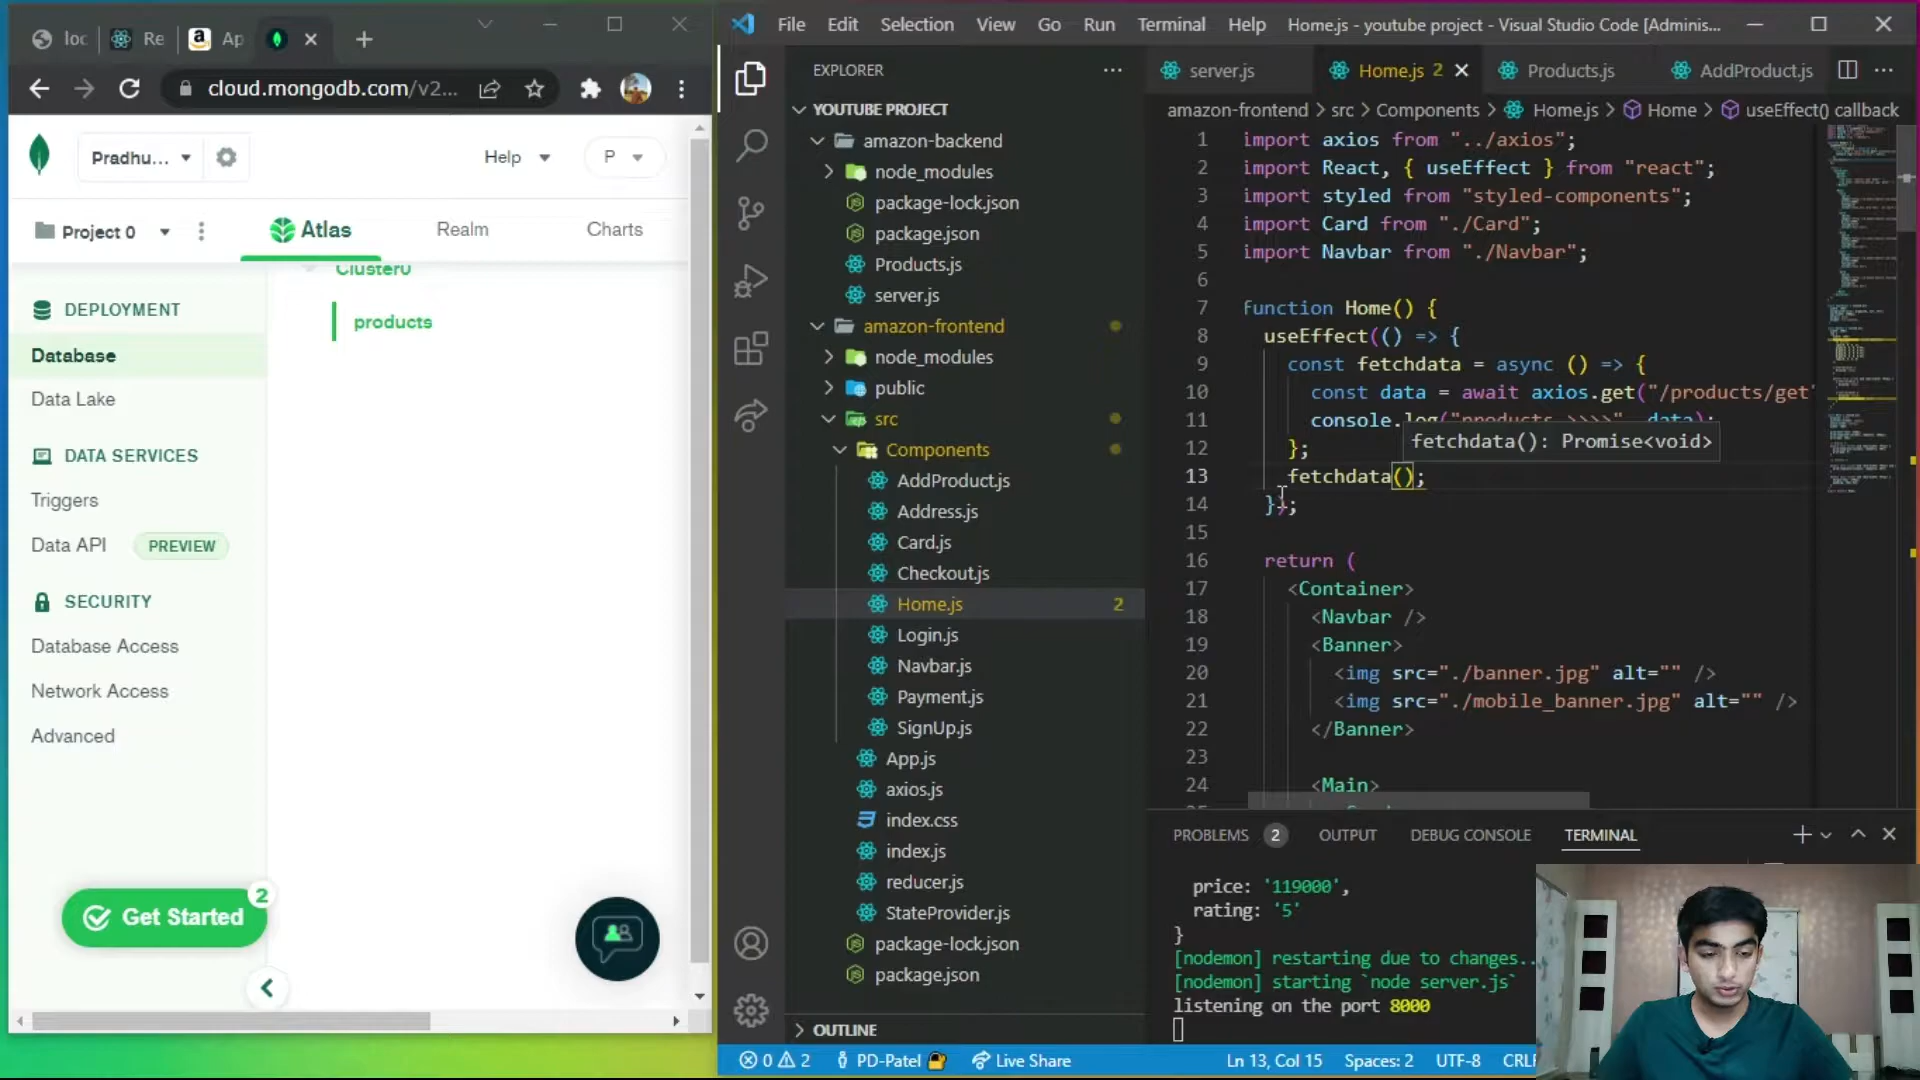 loc
Re
Ap
cloud.mongodb.com/v2...
Pradhu...
Help
P
Project 0
Atlas
Realm
Charts
DEPLOYMENT
Database
Data Lake
DATA SERVICES
Triggers
Data API PREVIEW
SECURITY
Database Access
Network Access
Advanced
Cluster0
products
Get Started
2
File Edit Selection View Go Run Terminal Help
Home.js - youtube project - Visual Studio Code [Adminis...
EXPLORER
YOUTUBE PROJECT
amazon-backend
node_modules
package-lock.json
package.json
Products.js
server.js
amazon-frontend
node_modules
public
src
Components
AddProduct.js
Address.js
Card.js
Checkout.js
Home.js 2
Login.js
Navbar.js
Payment.js
SignUp.js
App.js
axios.js
index.css
index.js
reducer.js
StateProvider.js
package-lock.json
package.json
OUTLINE
server.js
Home.js 2
Products.js
AddProduct.js
amazon-frontend > src > Components > Home.js > Home > useEffect() callback
1 import axios from "../axios";
2 import React, { useEffect } from "react";
3 import styled from "styled-components";
4 import Card from "./Card";
5 import Navbar from "./Navbar";
6
7 function Home() {
8 useEffect(() => {
9 const fetchdata = async () => {
10 const data = await axios.get("/products/get"
11 console.log("products >>>>", data);
fetchdata(): Promise<void>
12 };
13 fetchdata();
14 });
15
16 return (
17 <Container>
18 <Navbar />
19 <Banner>
20 <img src="./banner.jpg" alt="" />
21 <img src="./mobile_banner.jpg" alt="" />
22 </Banner>
23
24 <Main>
PROBLEMS 2 OUTPUT DEBUG CONSOLE TERMINAL
price: '119000',
rating: '5'
}
[nodemon] restarting due to changes..
[nodemon] starting `node server.js`
listening on the port 8000
0 2 PD-Patel Live Share Ln 13, Col 15 Spaces: 2 UTF-8 CRLF